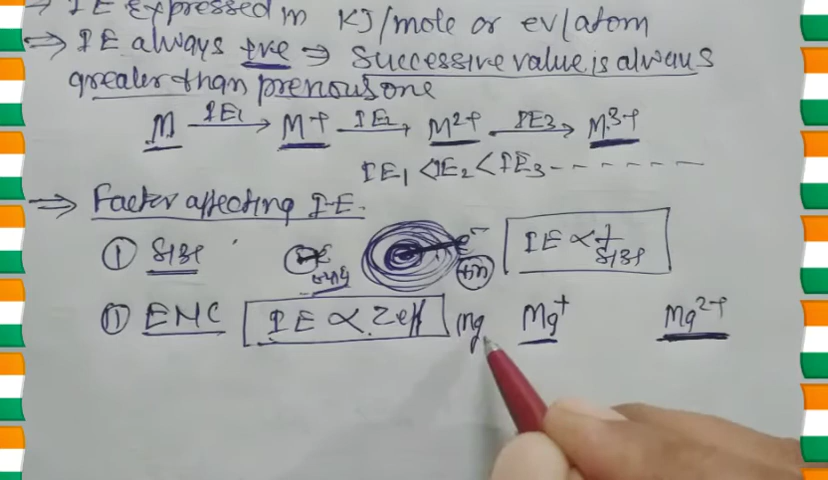 → IE expressed in KJ/mole or ev/atom
⇒ IE always +ve ⇒ Successive value is always
greater than previous one
M —IE1→ M+ —IE2→ M2+ —IE3→ M3+
IE1 < IE2 < IE3 - - - - - - -
⇒ Factor affecting I.E.
① Size e- +n IE ∝ 1/Size
① ENC IE ∝ Zeff mg Mg+ Mg2+